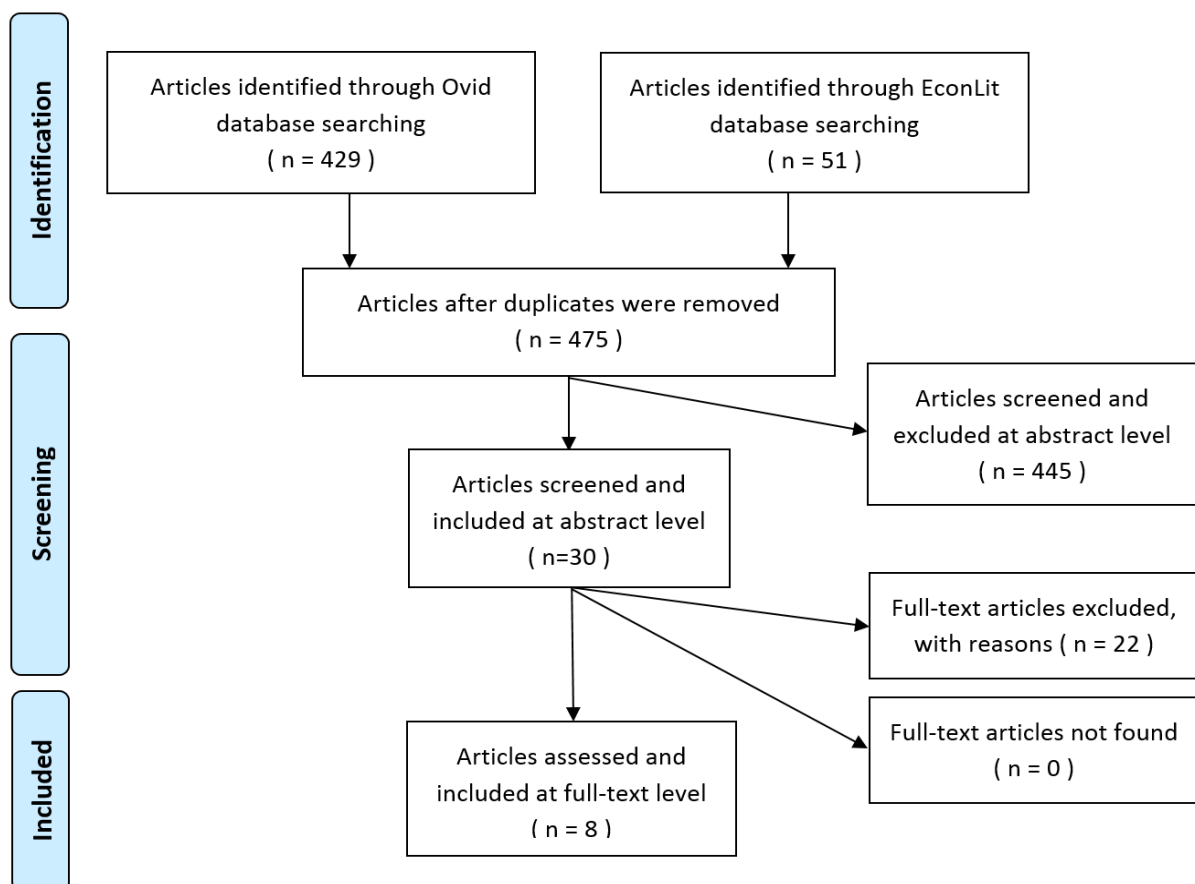 Identification
Articles identified through Ovid
database searching
( n = 429 )
Articles identified through EconLit
database searching
( n = 51 )
Articles after duplicates were removed
( n = 475 )
Screening
Articles screened and
excluded at abstract level
( n = 445 )
Articles screened and
included at abstract level
( n=30 )
Full-text articles excluded,
with reasons ( n = 22 )
Full-text articles not found
( n = 0 )
Included
Articles assessed and
included at full-text level
( n = 8 )